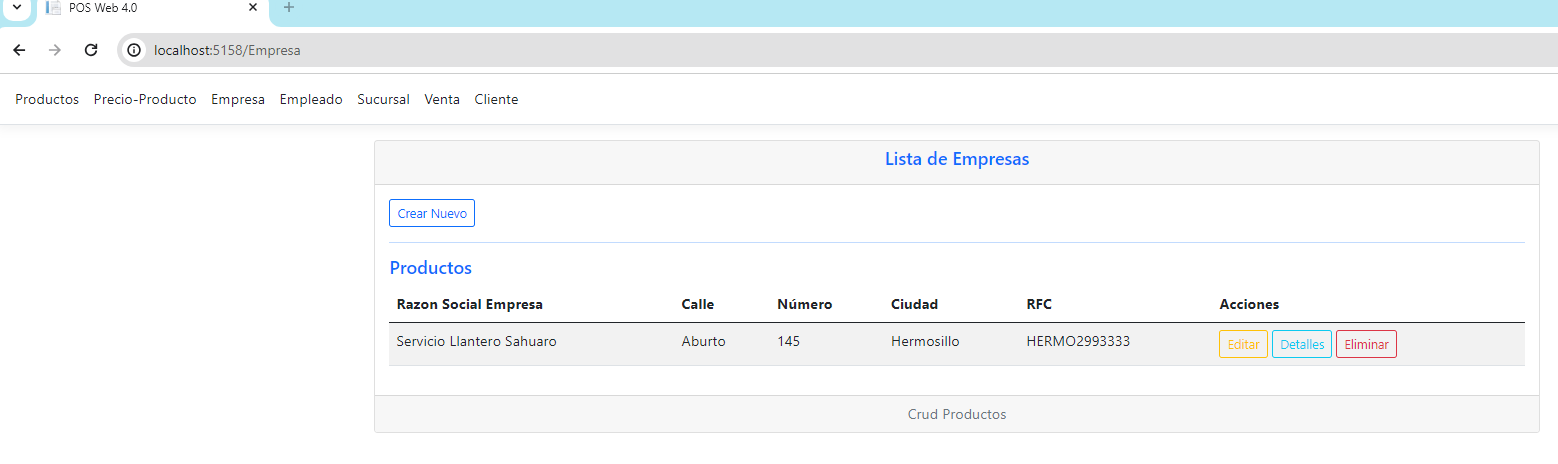 POS Web 4.0
localhost:5158/Empresa
Productos Precio-Producto Empresa Empleado Sucursal Venta Cliente
Lista de Empresas
Crear Nuevo
Productos
Razon Social Empresa Calle Número Ciudad RFC Acciones
Servicio Llantero Sahuaro Aburto 145 Hermosillo HERMO2993333 Editar Detalles Eliminar
Crud Productos